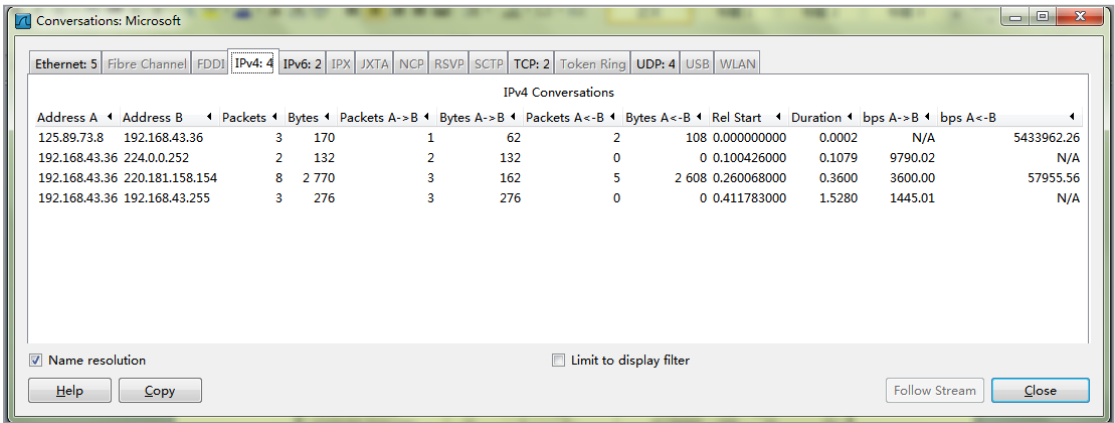 Conversations: Microsoft
Ethernet: 5 Fibre Channel FDDI IPv4: 4 IPv6: 2 IPX JXTA NCP RSVP SCTP TCP: 2 Token Ring UDP: 4 USB WLAN
IPv4 Conversations
Address A Address B Packets Bytes Packets A->B Bytes A->B Packets A<-B Bytes A<-B Rel Start Duration bps A->B bps A<-B
125.89.73.8 192.168.43.36 3 170 1 62 2 108 0.000000000 0.0002 N/A 5433962.26
192.168.43.36 224.0.0.252 2 132 2 132 0 0 0.100426000 0.1079 9790.02 N/A
192.168.43.36 220.181.158.154 8 2 770 3 162 5 2 608 0.260068000 0.3600 3600.00 57955.56
192.168.43.36 192.168.43.255 3 276 3 276 0 0 0.411783000 1.5280 1445.01 N/A
Name resolution Limit to display filter
Help Copy Follow Stream Close